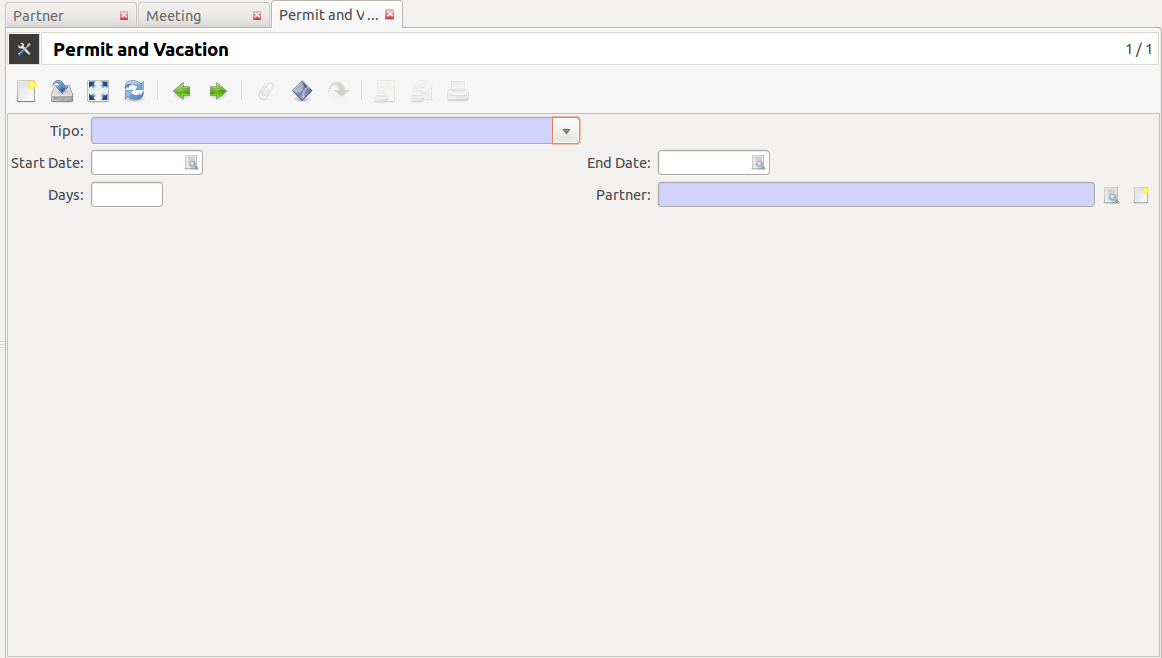 Partner Meeting Permit and V...
Permit and Vacation 1 / 1
Tipo:
Start Date: End Date:
Days: Partner: